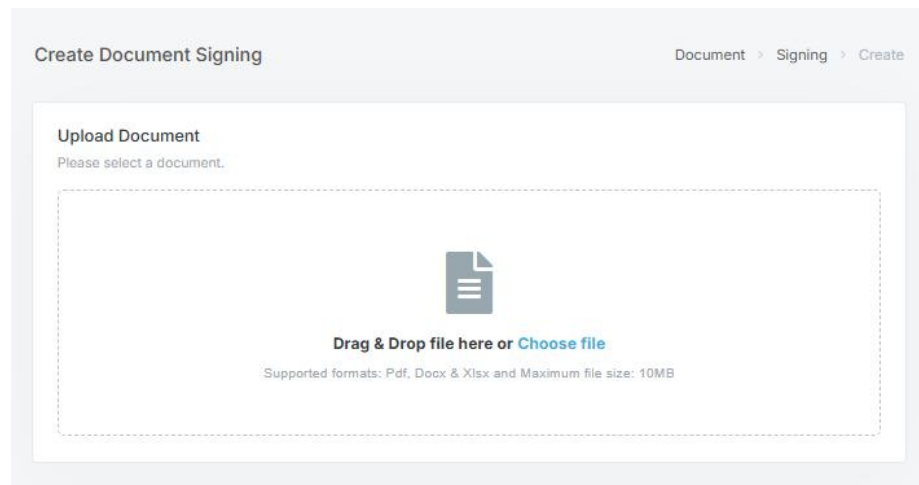 Create Document Signing
Document > Signing > Create
Upload Document
Please select a document.
Drag & Drop file here or Choose file
Supported formats: Pdf, Docx & Xlsx and Maximum file size: 10MB